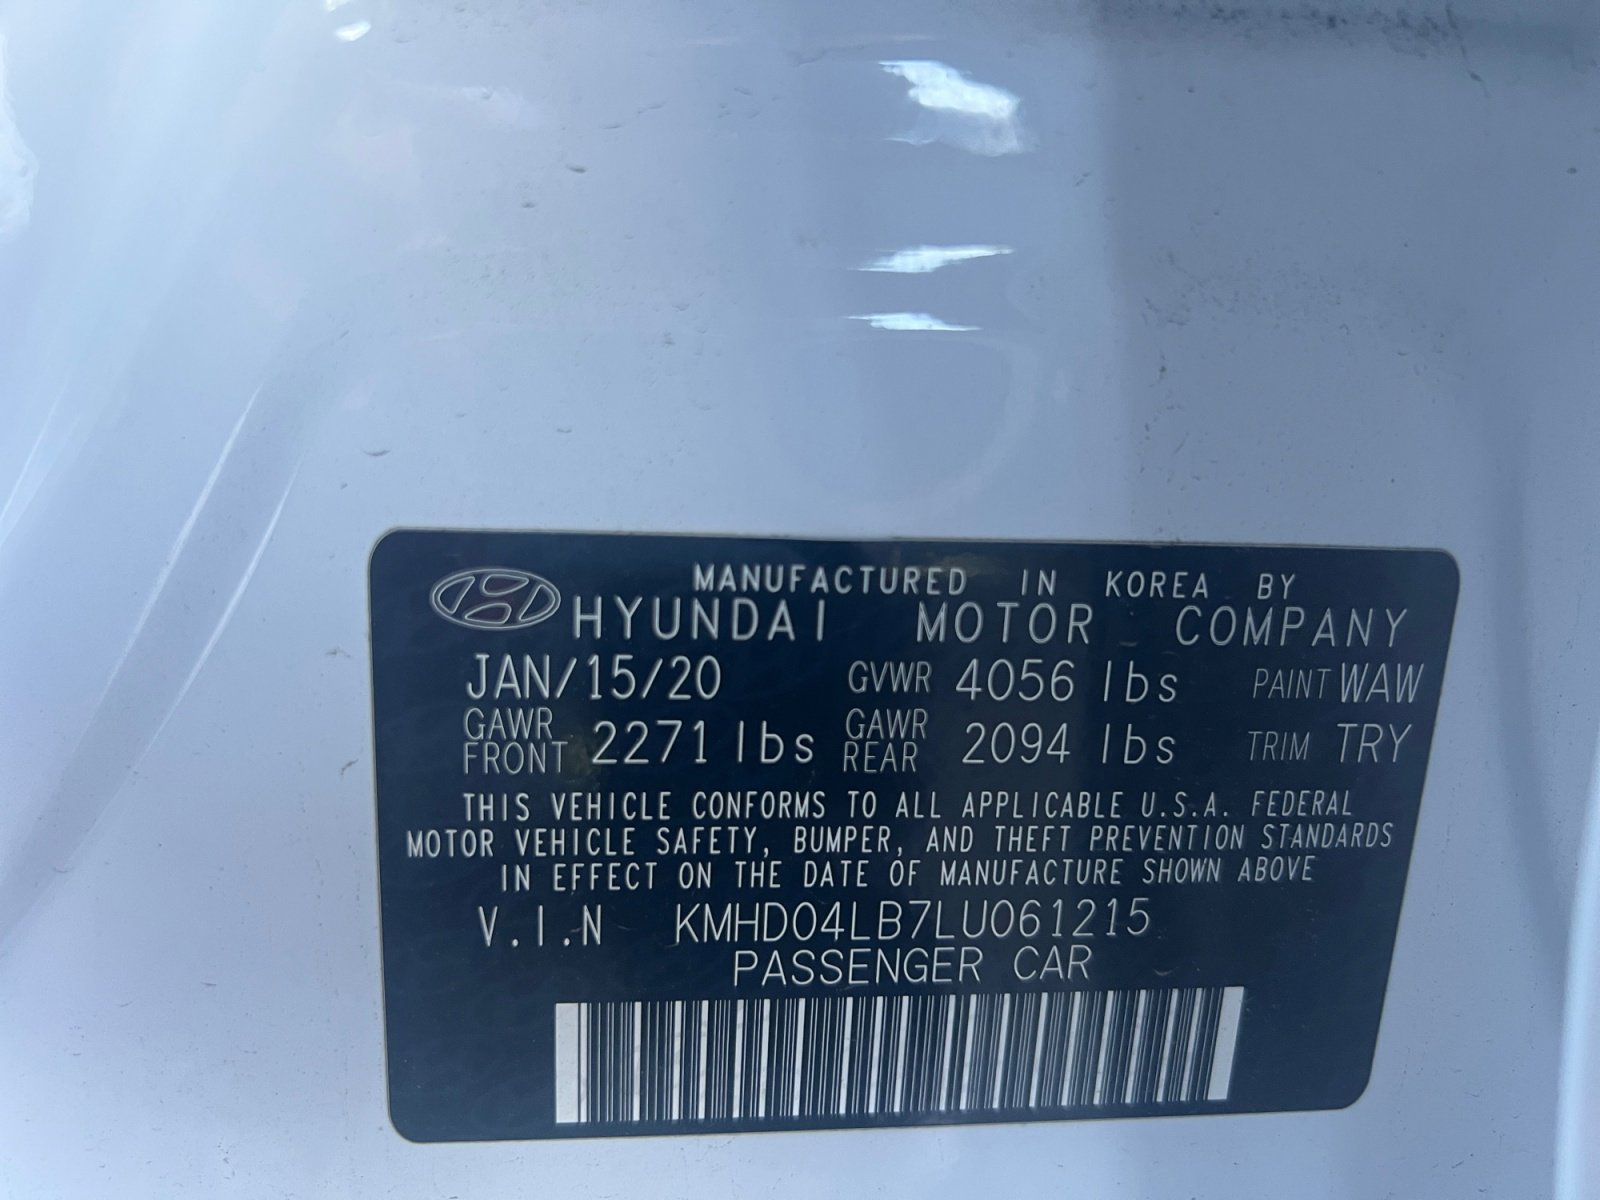 MANUFACTURED IN KOREA BY
HYUNDAI MOTOR COMPANY
JAN/15/20 GVWR 4056 lbs PAINT WAW
GAWR FRONT 2271 lbs GAWR REAR 2094 lbs TRIM TRY
THIS VEHICLE CONFORMS TO ALL APPLICABLE U.S.A. FEDERAL
MOTOR VEHICLE SAFETY, BUMPER, AND THEFT PREVENTION STANDARDS
IN EFFECT ON THE DATE OF MANUFACTURE SHOWN ABOVE
V.I.N KMHD04LB7LU061215
PASSENGER CAR